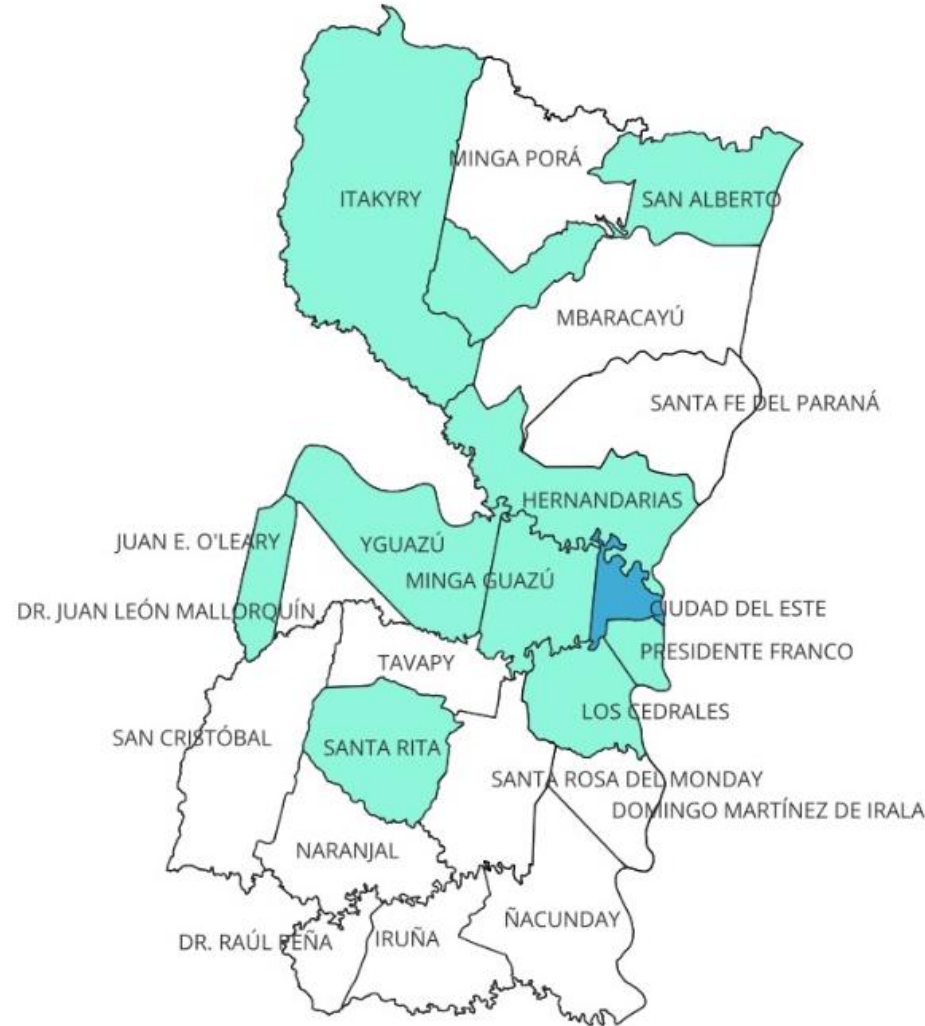 MINGA PORÁ
ITAKYRY
SAN ALBERTO
MBARACAYÚ
SANTA FE DEL PARANÁ
HERNANDARIAS
JUAN E. O'LEARY
YGUAZÚ
MINGA GUAZÚ
DR. JUAN LEÓN MALLORQUÍN
CIUDAD DEL ESTE
PRESIDENTE FRANCO
TAVAPY
LOS CEDRALES
SAN CRISTÓBAL
SANTA RITA
SANTA ROSA DEL MONDAY
DOMINGO MARTÍNEZ DE IRALA
NARANJAL
ÑACUNDAY
DR. RAÚL PEÑA
IRUÑA